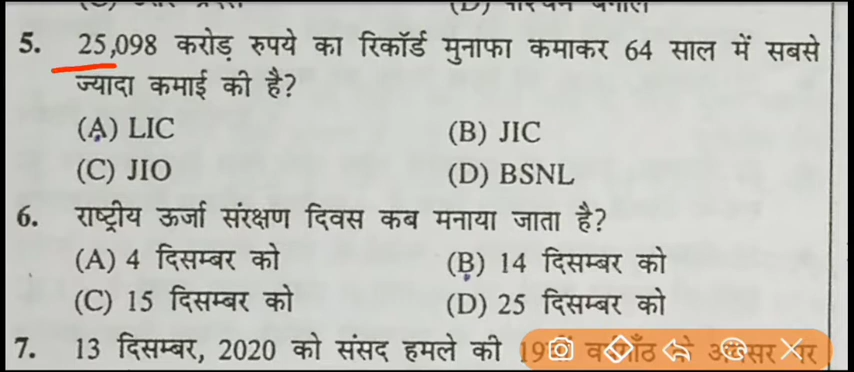 5. 25,098 करोड़ रुपये का रिकॉर्ड मुनाफा कमाकर 64 साल में सबसे
ज्यादा कमाई की है?
(A) LIC (B) JIC
(C) JIO (D) BSNL
6. राष्ट्रीय ऊर्जा संरक्षण दिवस कब मनाया जाता है?
(A) 4 दिसम्बर को (B) 14 दिसम्बर को
(C) 15 दिसम्बर को (D) 25 दिसम्बर को
7. 13 दिसम्बर, 2020 को संसद हमले की